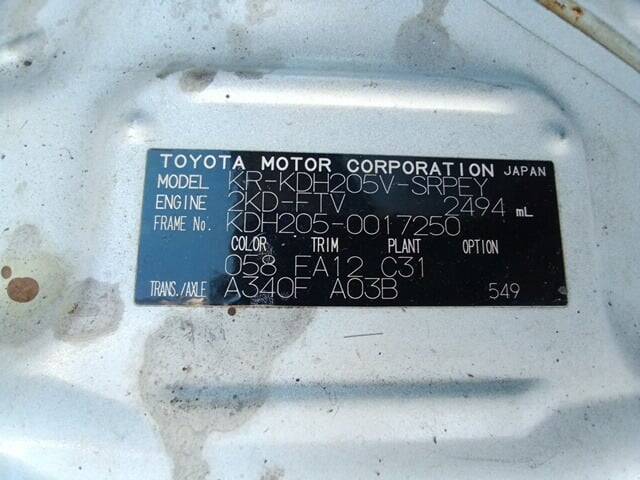 TOYOTA MOTOR CORPORATION JAPAN
MODEL KR-KDH205V-SRPEY
ENGINE 2KD-FTV 2494 mL
FRAME No. KDH205-0017250
COLOR TRIM PLANT OPTION
058 FA12 C31
TRANS./AXLE A340F A03B 549